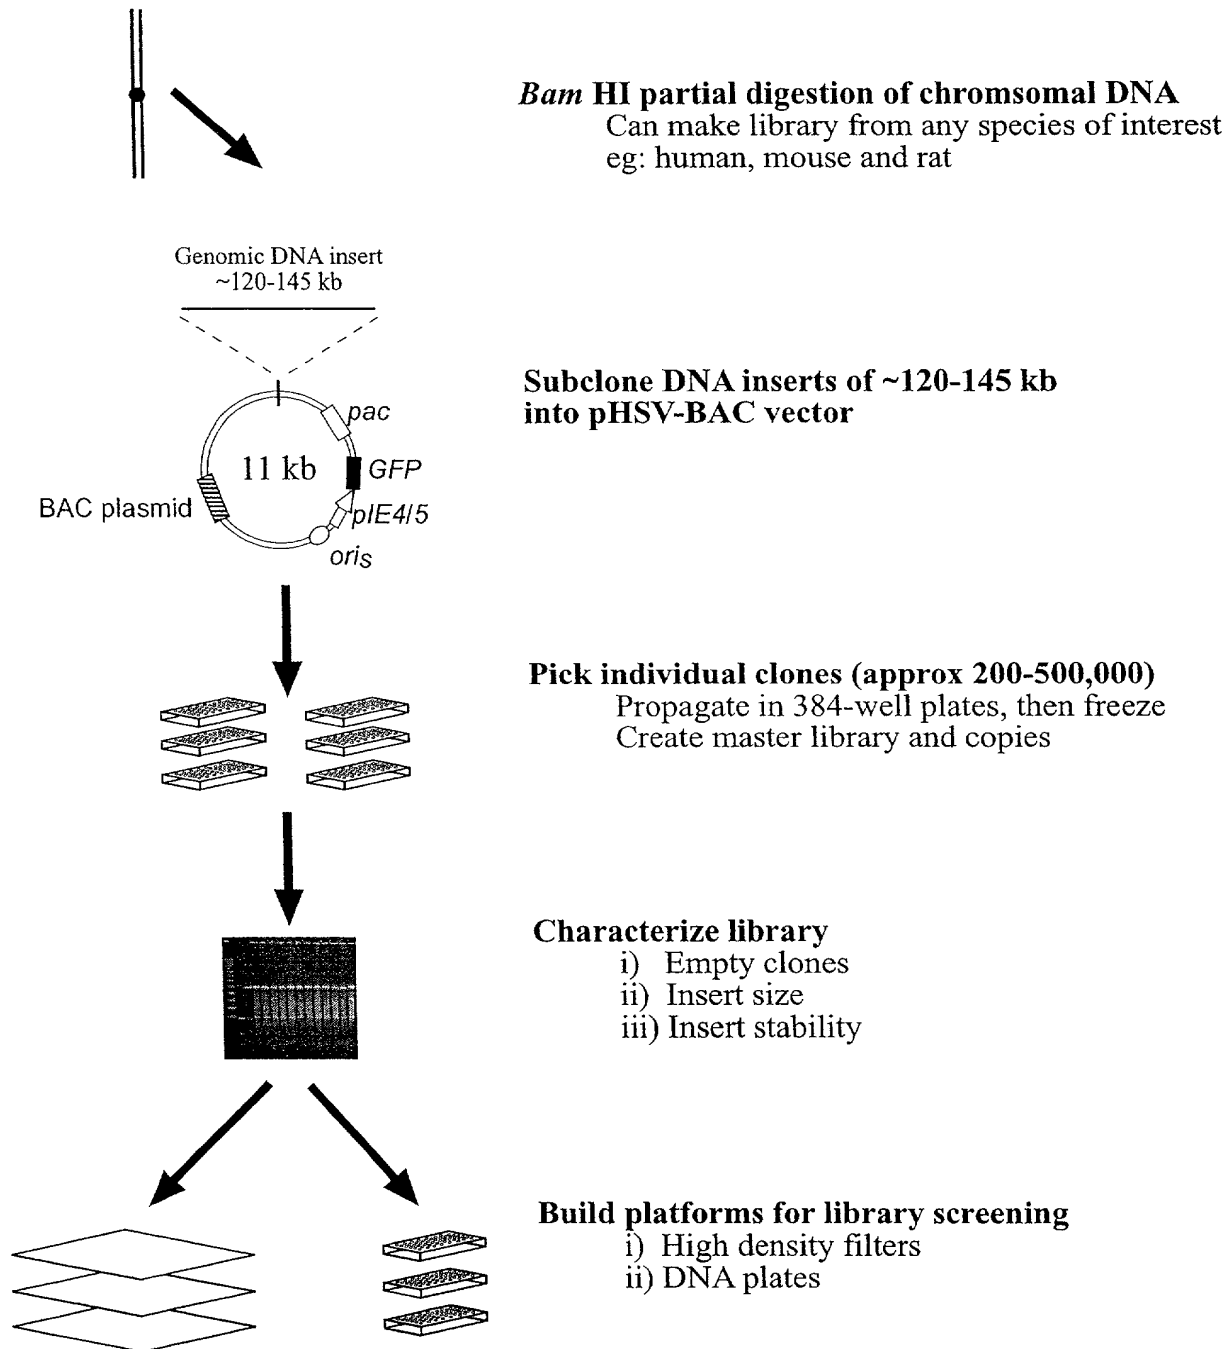 Bam HI partial digestion of chromsomal DNA
Can make library from any species of interest
eg: human, mouse and rat
Genomic DNA insert
~120-145 kb
Subclone DNA inserts of ~120-145 kb
into pHSV-BAC vector
pac
11 kb
GFP
BAC plasmid
pIE4/5
oris
Pick individual clones (approx 200-500,000)
Propagate in 384-well plates, then freeze
Create master library and copies
Characterize library
i) Empty clones
ii) Insert size
iii) Insert stability
Build platforms for library screening
i) High density filters
ii) DNA plates